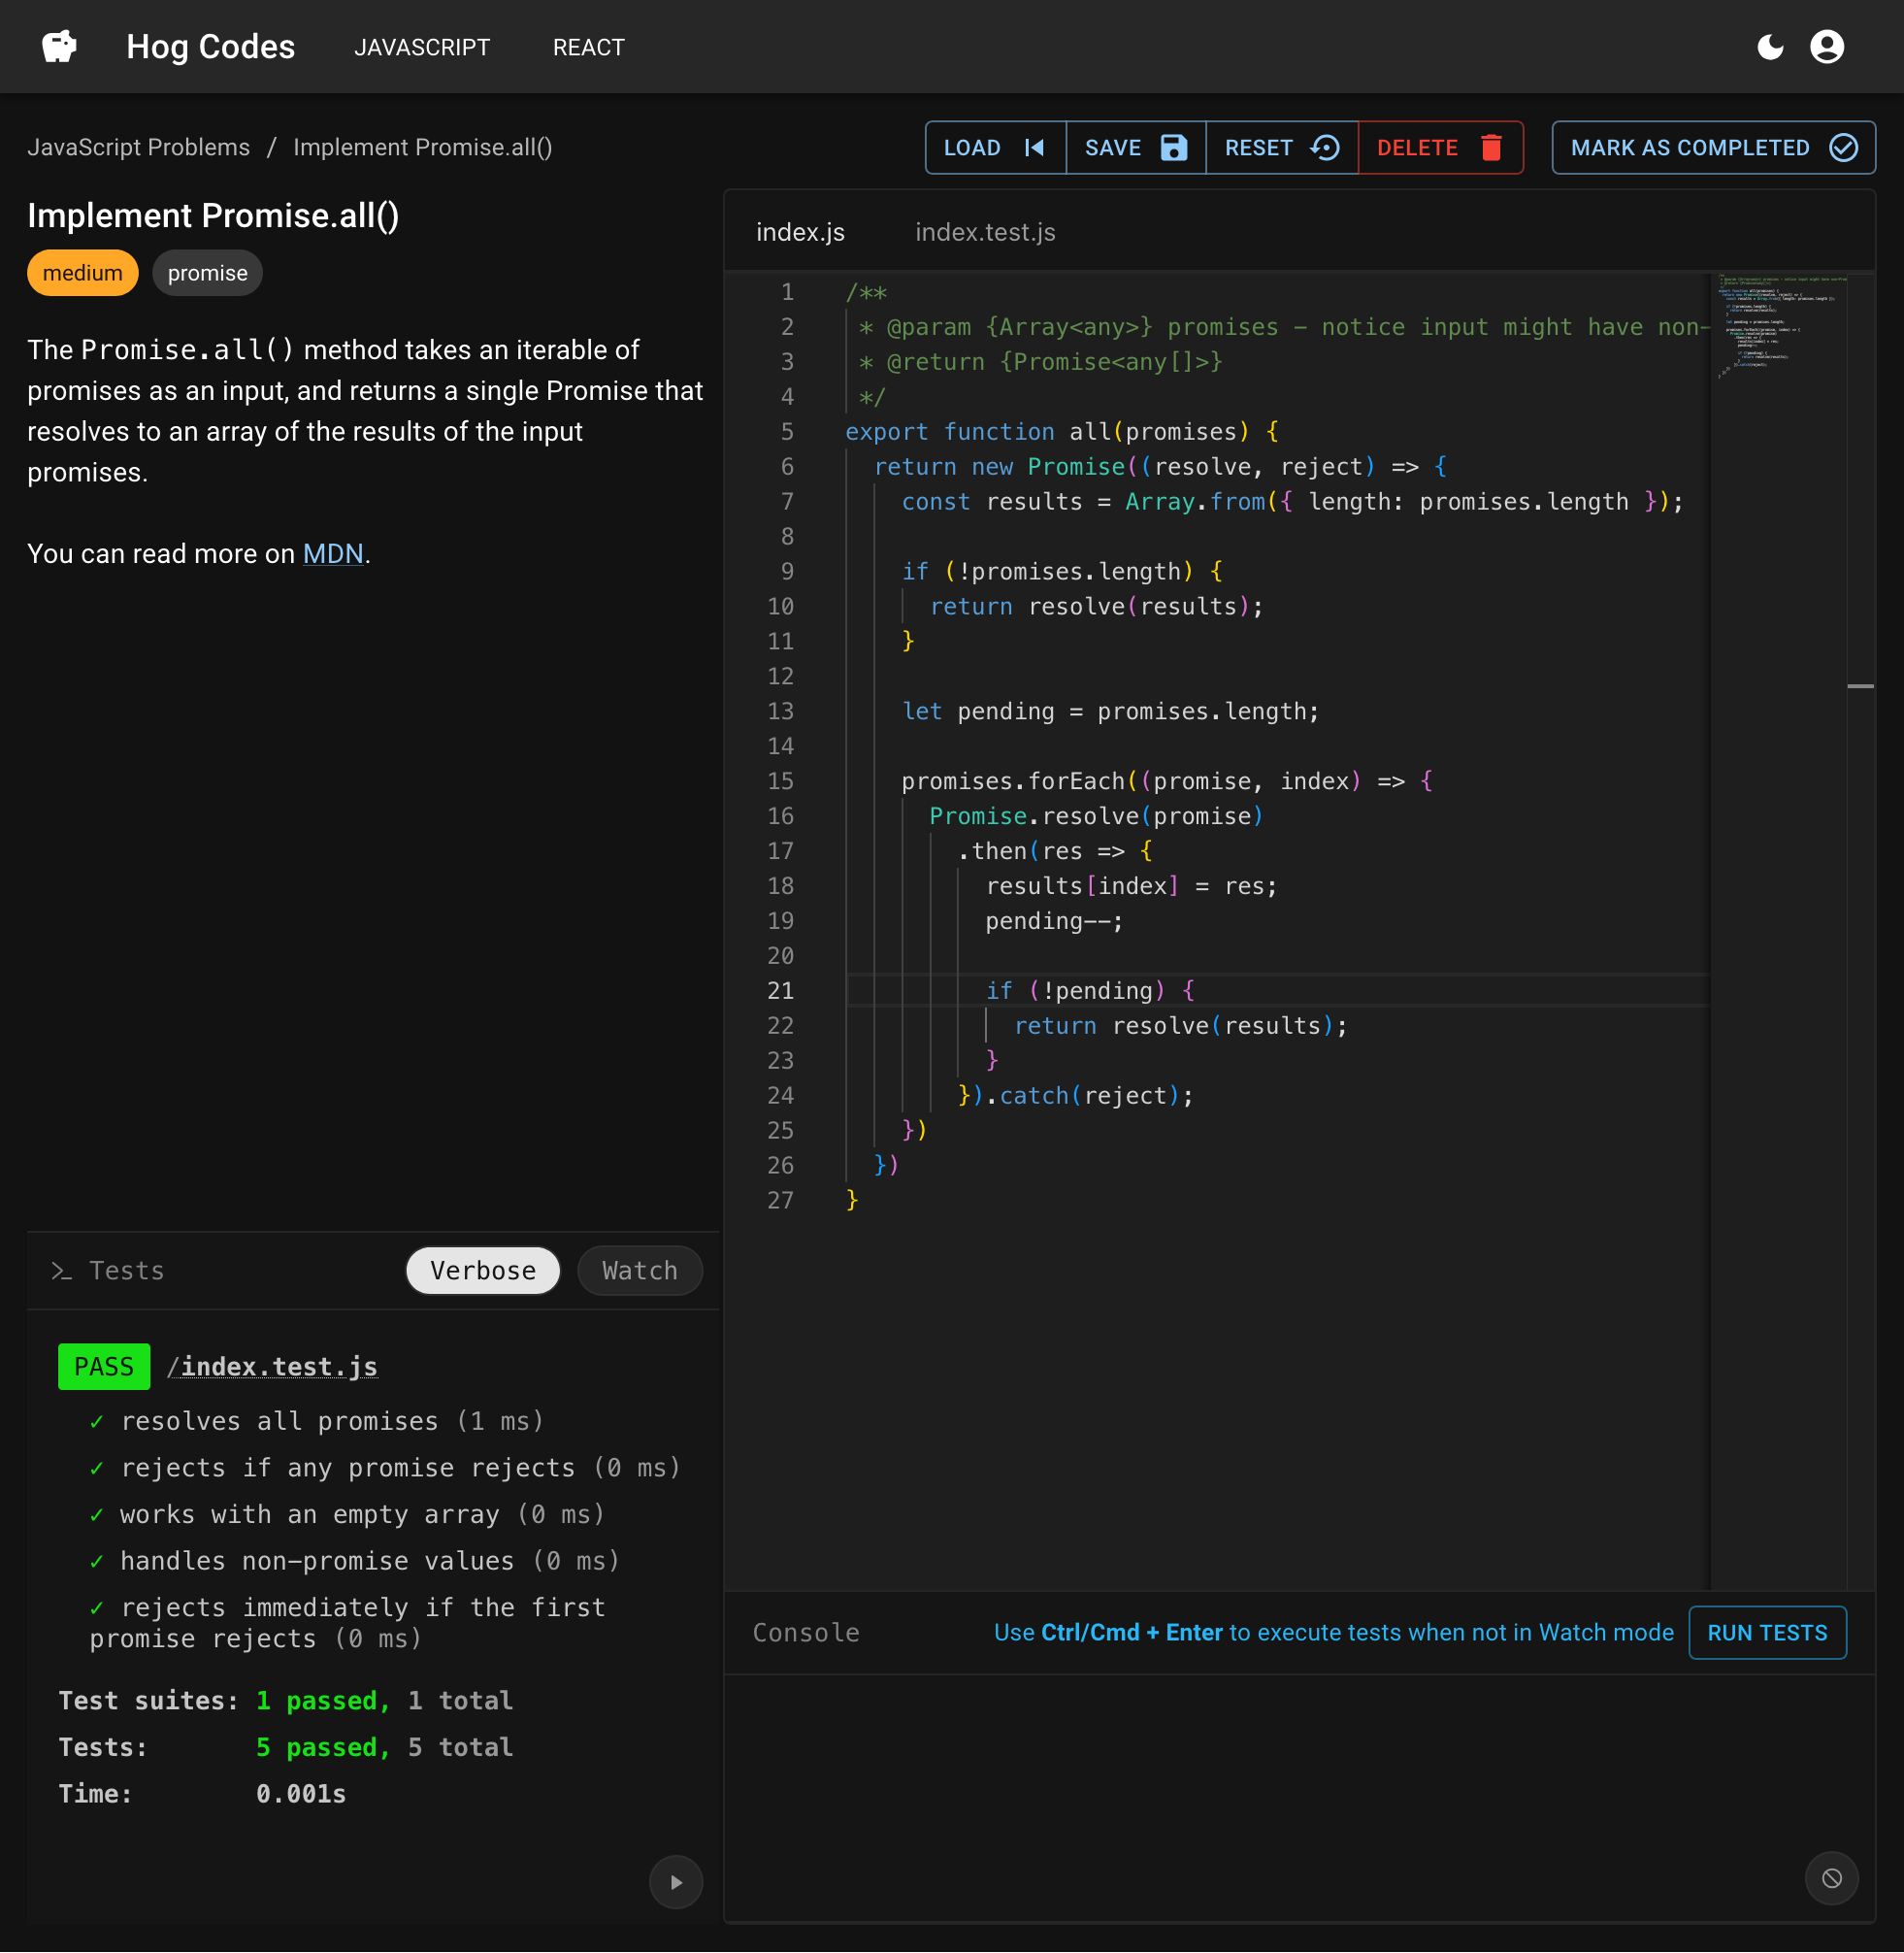 Hog Codes
JAVASCRIPT
REACT
JavaScript Problems / Implement Promise.all()
LOAD
SAVE
RESET
DELETE
MARK AS COMPLETED
Implement Promise.all()
medium
promise
The Promise.all() method takes an iterable of
promises as an input, and returns a single Promise that
resolves to an array of the results of the input
promises.
You can read more on MDN.
>_ Tests
Verbose
Watch
PASS /index.test.js
✓ resolves all promises (1 ms)
✓ rejects if any promise rejects (0 ms)
✓ works with an empty array (0 ms)
✓ handles non-promise values (0 ms)
✓ rejects immediately if the first
promise rejects (0 ms)
Test suites: 1 passed, 1 total
Tests: 5 passed, 5 total
Time: 0.001s
index.js
index.test.js
1 /**
2  * @param {Array<any>} promises - notice input might have non-
3  * @return {Promise<any[]>}
4  */
5 export function all(promises) {
6   return new Promise((resolve, reject) => {
7     const results = Array.from({ length: promises.length });
8
9     if (!promises.length) {
10       return resolve(results);
11     }
12
13     let pending = promises.length;
14
15     promises.forEach((promise, index) => {
16       Promise.resolve(promise)
17         .then(res => {
18           results[index] = res;
19           pending--;
20
21           if (!pending) {
22             return resolve(results);
23           }
24         }).catch(reject);
25     })
26   })
27 }
Console
Use Ctrl/Cmd + Enter to execute tests when not in Watch mode
RUN TESTS